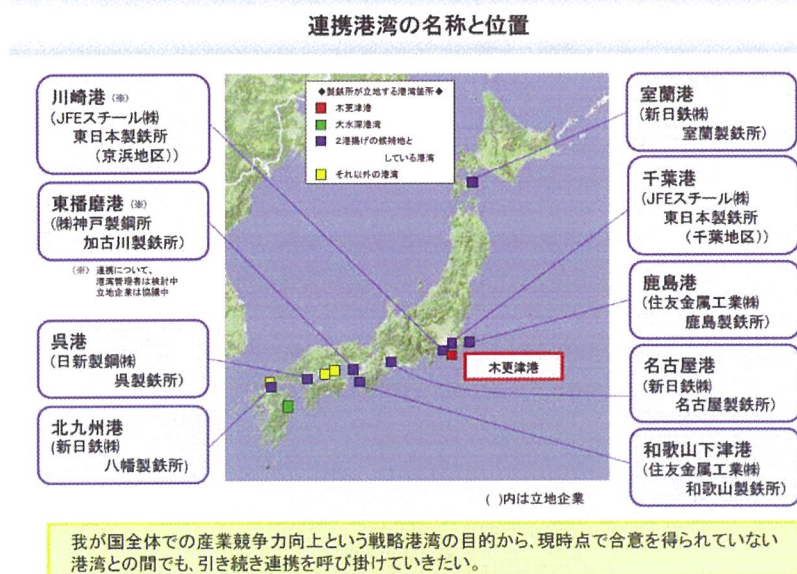 連携港湾の名称と位置
川崎港（※）
(JFEスチール㈱
東日本製鉄所
(京浜地区))
東播磨港（※）
(㈱神戸製鋼所
加古川製鉄所)
（※） 連携について、
港湾管理者は検討中
立地企業は協議中
呉港
(日新製鋼㈱
呉製鉄所)
北九州港
(新日鉄㈱
八幡製鉄所)
◆製鉄所が立地する港湾箇所◆
木更津港
大水深港湾
2港揚げの候補地と
している港湾
それ以外の港湾
木更津港
室蘭港
(新日鉄㈱
室蘭製鉄所)
千葉港
(JFEスチール㈱
東日本製鉄所
(千葉地区))
鹿島港
(住友金属工業㈱
鹿島製鉄所)
名古屋港
(新日鉄㈱
名古屋製鉄所)
和歌山下津港
(住友金属工業㈱
和歌山製鉄所)
( )内は立地企業
我が国全体での産業競争力向上という戦略港湾の目的から、現時点で合意を得られていない
港湾との間でも、引き続き連携を呼び掛けていきたい。